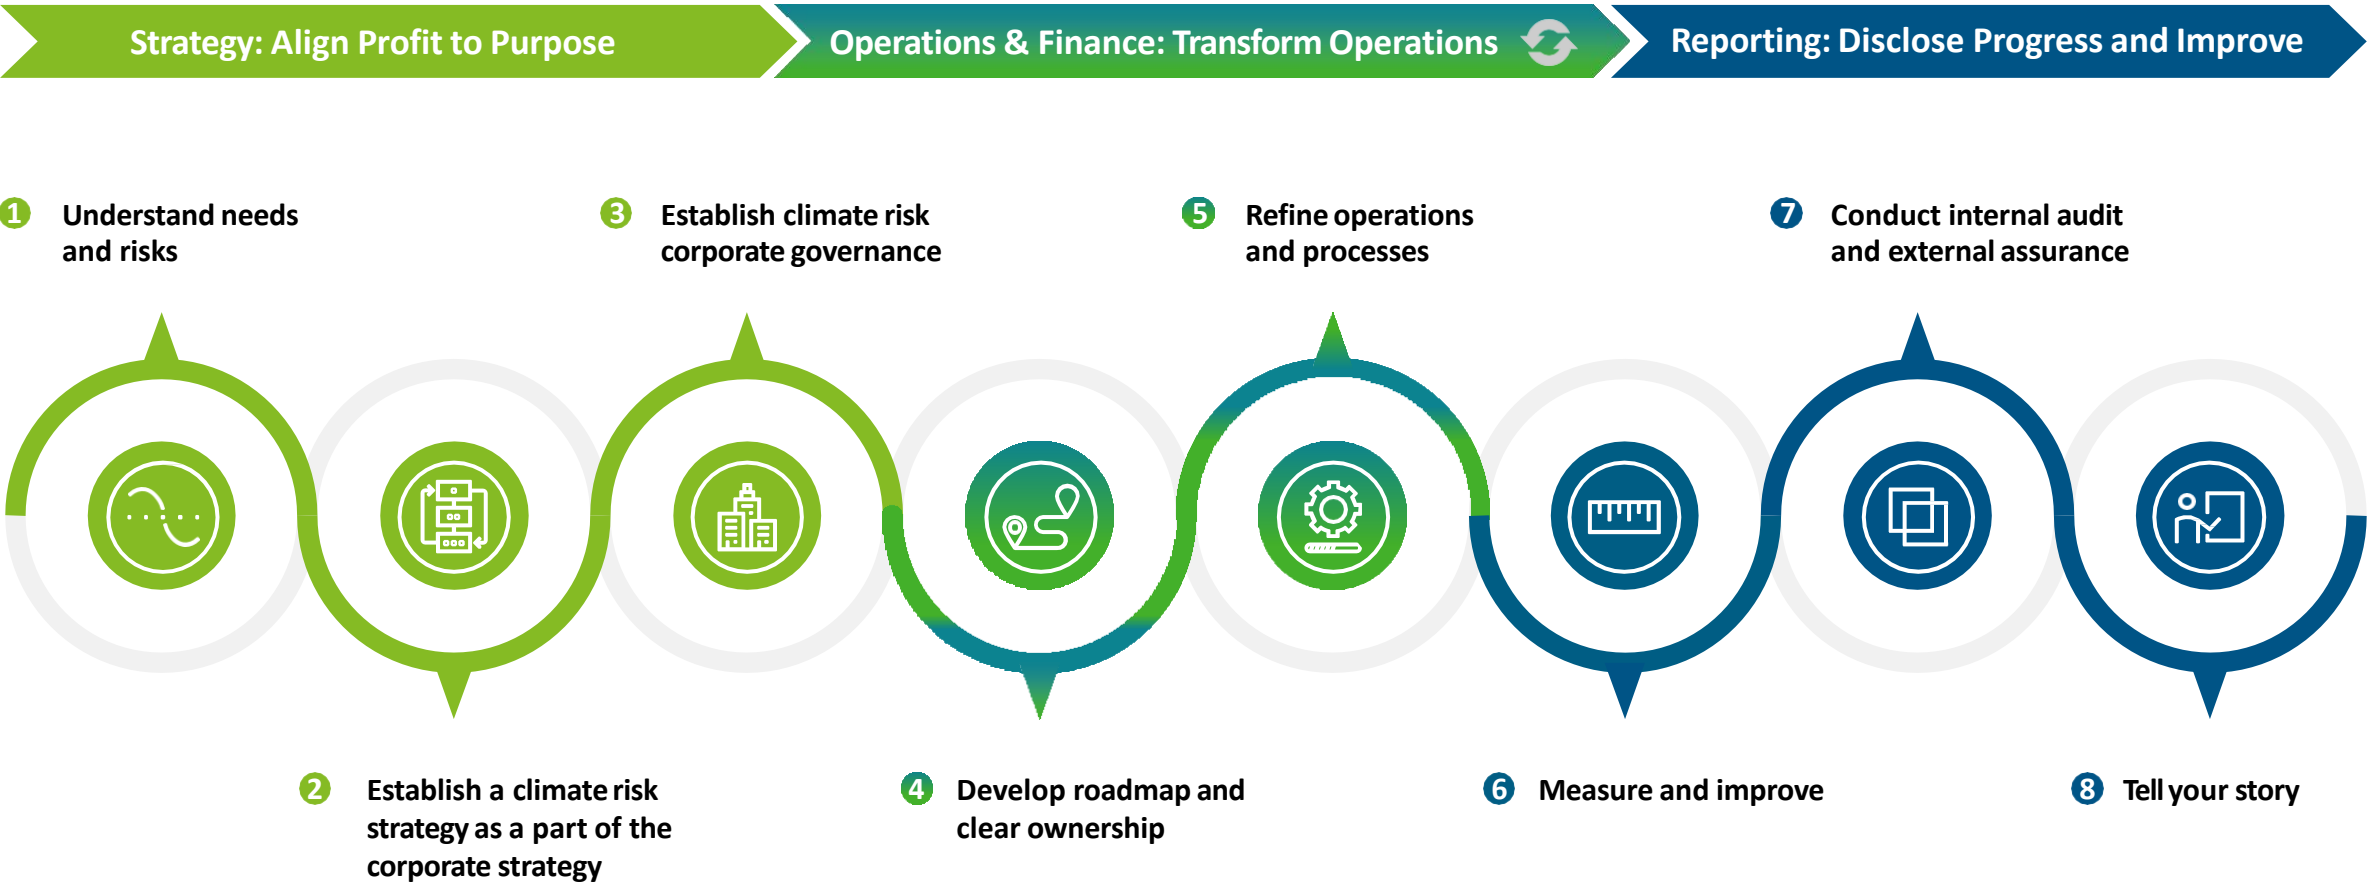 Strategy: Align Profit to Purpose
Operations & Finance: Transform Operations
Reporting: Disclose Progress and Improve
1 Understand needs
and risks
3 Establish climate risk
corporate governance
5 Refine operations
and processes
7 Conduct internal audit
and external assurance
2 Establish a climate risk
strategy as a part of the
corporate strategy
4 Develop roadmap and
clear ownership
6 Measure and improve
8 Tell your story